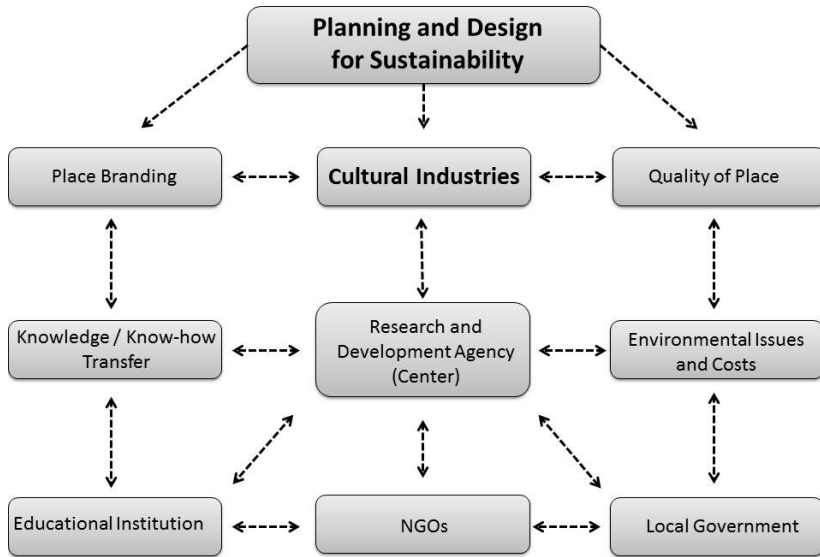 Planning and Design
for Sustainability
Place Branding
Cultural Industries
Quality of Place
Knowledge / Know-how
Transfer
Research and
Development Agency
(Center)
Environmental Issues
and Costs
Educational Institution
NGOs
Local Government